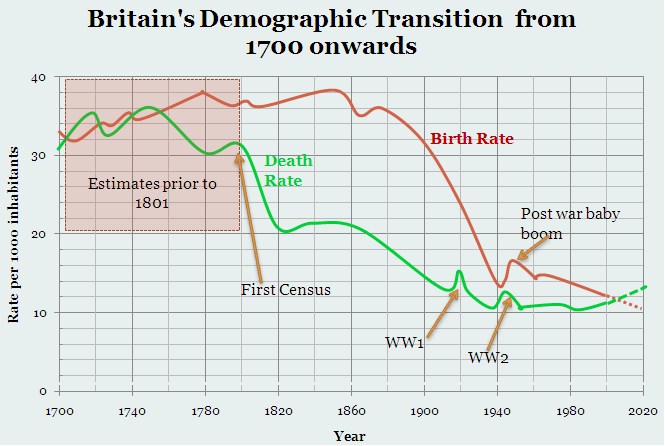 Britain's Demographic Transition from
1700 onwards
Rate per 1000 inhabitants
40
30
20
10
0
Estimates prior to
1801
Birth Rate
Death
Rate
First Census
Post war baby
boom
WW1
WW2
1700 1740 1780 1820 1860 1900 1940 1980 2020
Year